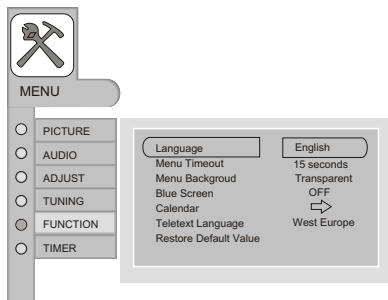 MENU
PICTURE
AUDIO
ADJUST
TUNING
FUNCTION
TIMER
Language English
Menu Timeout 15 seconds
Menu Backgroud Transparent
Blue Screen OFF
Calendar
Teletext Language West Europe
Restore Default Value